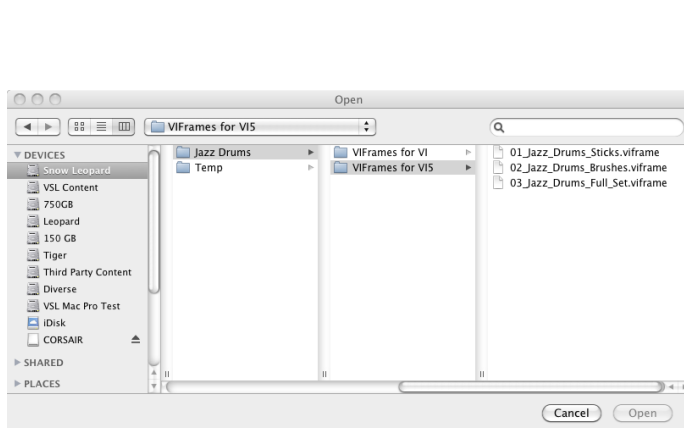 Open
VIFrames for VI5
DEVICES
Snow Leopard
VSL Content
750GB
Leopard
150 GB
Tiger
Third Party Content
Diverse
VSL Mac Pro Test
iDisk
CORSAIR
SHARED
PLACES
Jazz Drums
Temp
VIFrames for VI
VIFrames for VI5
01_Jazz_Drums_Sticks.viframe
02_Jazz_Drums_Brushes.viframe
03_Jazz_Drums_Full_Set.viframe
Cancel
Open